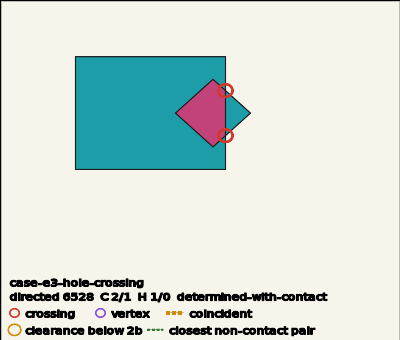 case-e3-hole-crossing
directed 6528 C 2/1 H 1/0 determined-with-contact
crossing vertex coincident
clearance below 2b closest non-contact pair